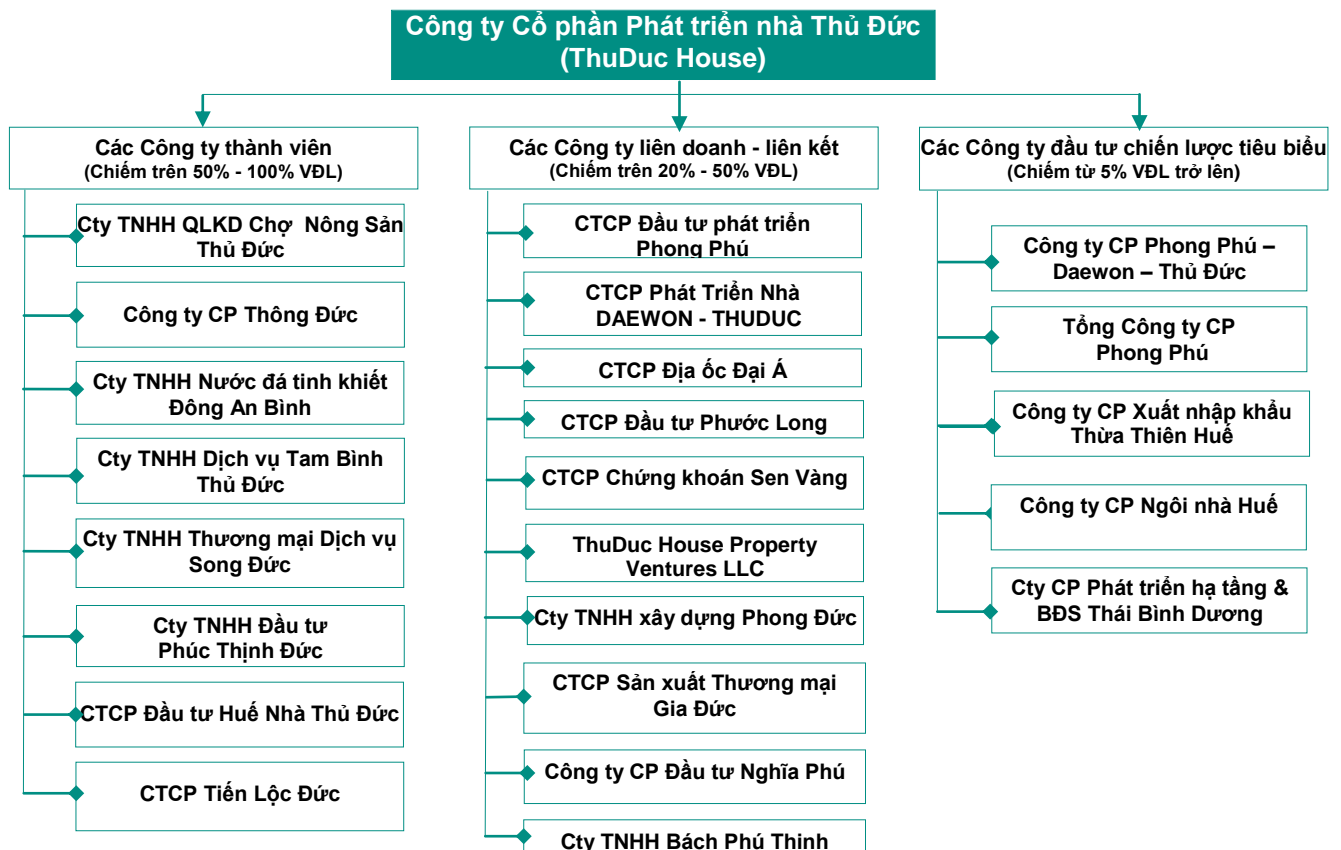 Công ty Cổ phần Phát triển nhà Thủ Đức
(ThuDuc House)
Các Công ty thành viên
(Chiếm trên 50% - 100% VĐL)
Cty TNHH QLKD Chợ Nông Sản
Thủ Đức
Công ty CP Thông Đức
Cty TNHH Nước đá tinh khiết
Đông An Bình
Cty TNHH Dịch vụ Tam Bình
Thủ Đức
Cty TNHH Thương mại Dịch vụ
Song Đức
Cty TNHH Đầu tư
Phúc Thịnh Đức
CTCP Đầu tư Huế Nhà Thủ Đức
CTCP Tiến Lộc Đức
Các Công ty liên doanh - liên kết
(Chiếm trên 20% - 50% VĐL)
CTCP Đầu tư phát triển
Phong Phú
CTCP Phát Triển Nhà
DAEWON - THUDUC
CTCP Địa ốc Đại Á
CTCP Đầu tư Phước Long
CTCP Chứng khoán Sen Vàng
ThuDuc House Property
Ventures LLC
Cty TNHH xây dựng Phong Đức
CTCP Sản xuất Thương mại
Gia Đức
Công ty CP Đầu tư Nghĩa Phú
Cty TNHH Bách Phú Thịnh
Các Công ty đầu tư chiến lược tiêu biểu
(Chiếm từ 5% VĐL trở lên)
Công ty CP Phong Phú –
Daewon – Thủ Đức
Tổng Công ty CP
Phong Phú
Công ty CP Xuất nhập khẩu
Thừa Thiên Huế
Công ty CP Ngôi nhà Huế
Cty CP Phát triển hạ tầng &
BĐS Thái Bình Dương